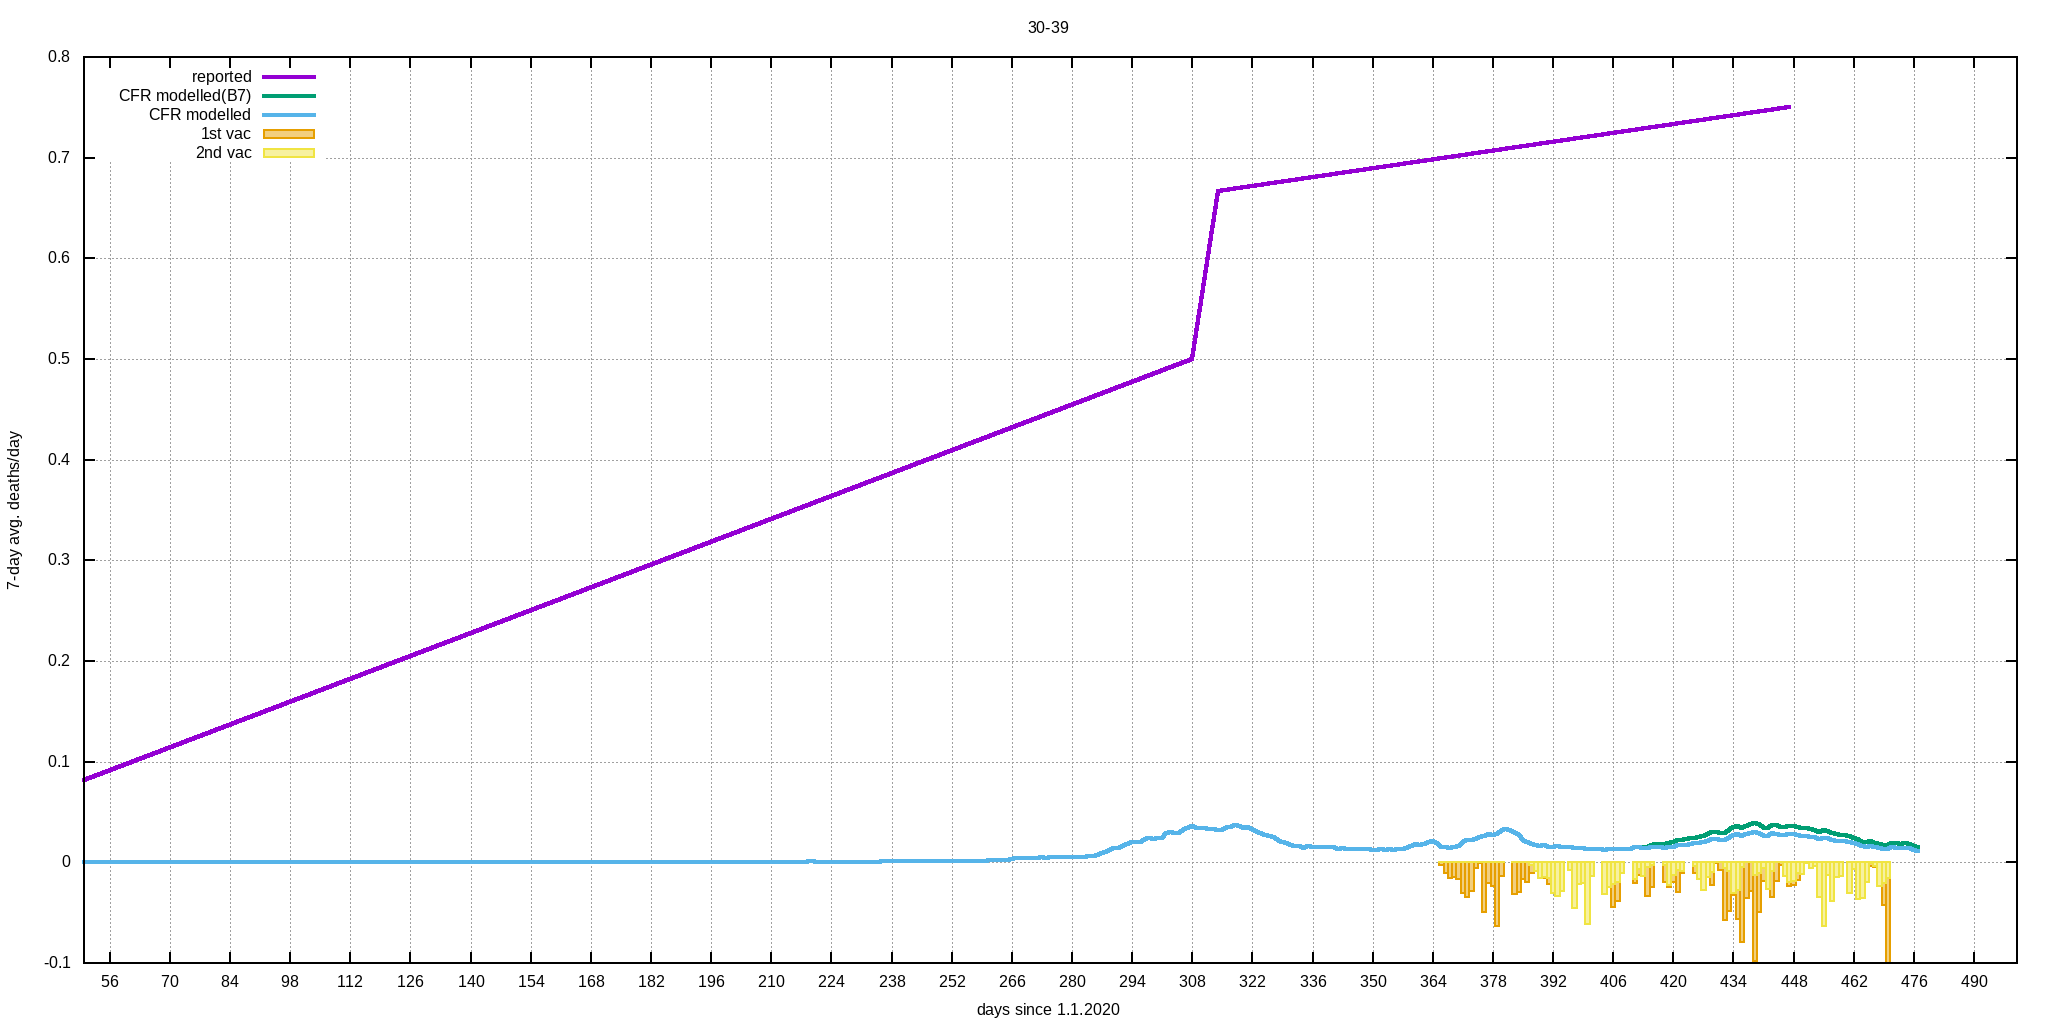 30-39
reported
CFR modelled(B7)
CFR modelled
1st vac
2nd vac
0.8
0.7
0.6
0.5
0.4
0.3
0.2
0.1
0
-0.1
7-day avg. deaths/day
56 70 84 98 112 126 140 154 168 182 196 210 224 238 252 266 280 294 308 322 336 350 364 378 392 406 420 434 448 462 476 490
days since 1.1.2020